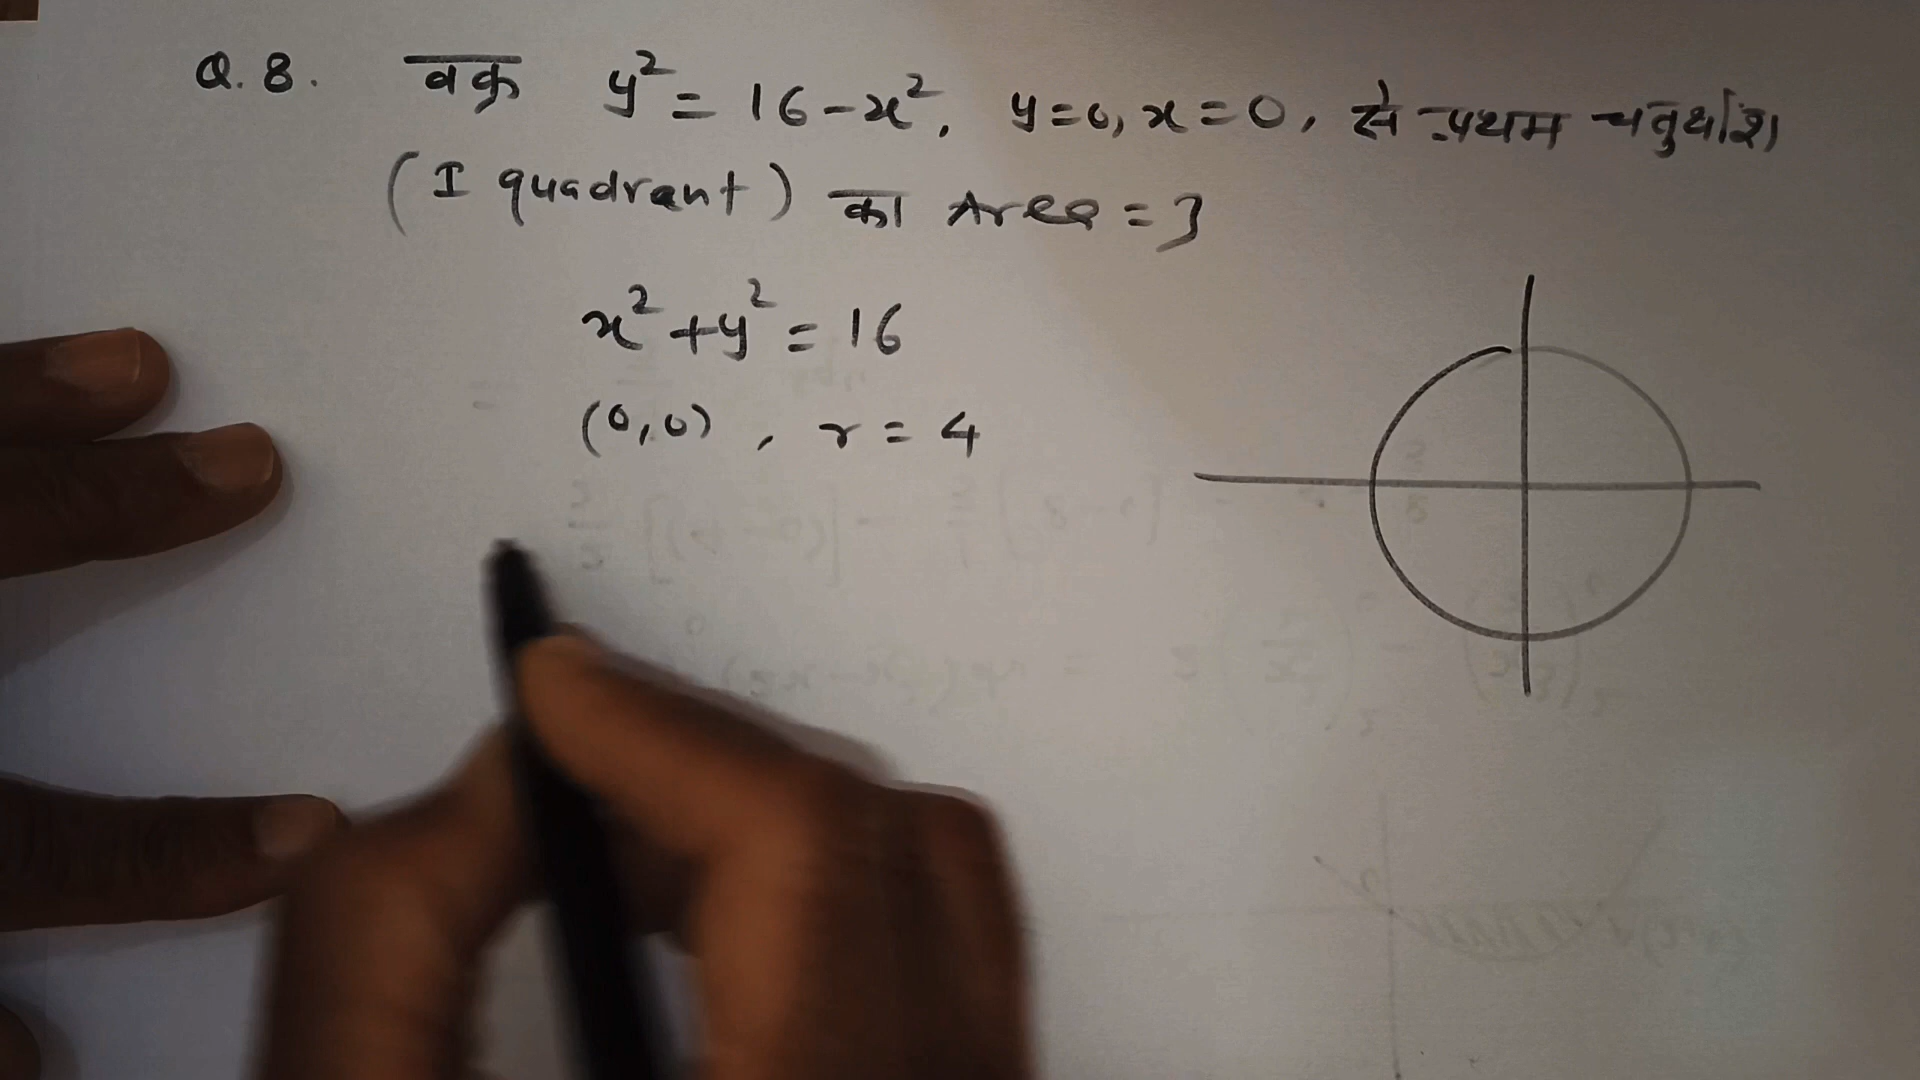 Q. 8. वक्र y² = 16 - x², y=0, x=0, से प्रथम चतुर्थांश
(I quadrant) का Area = ?
x² + y² = 16
(0,0), r = 4